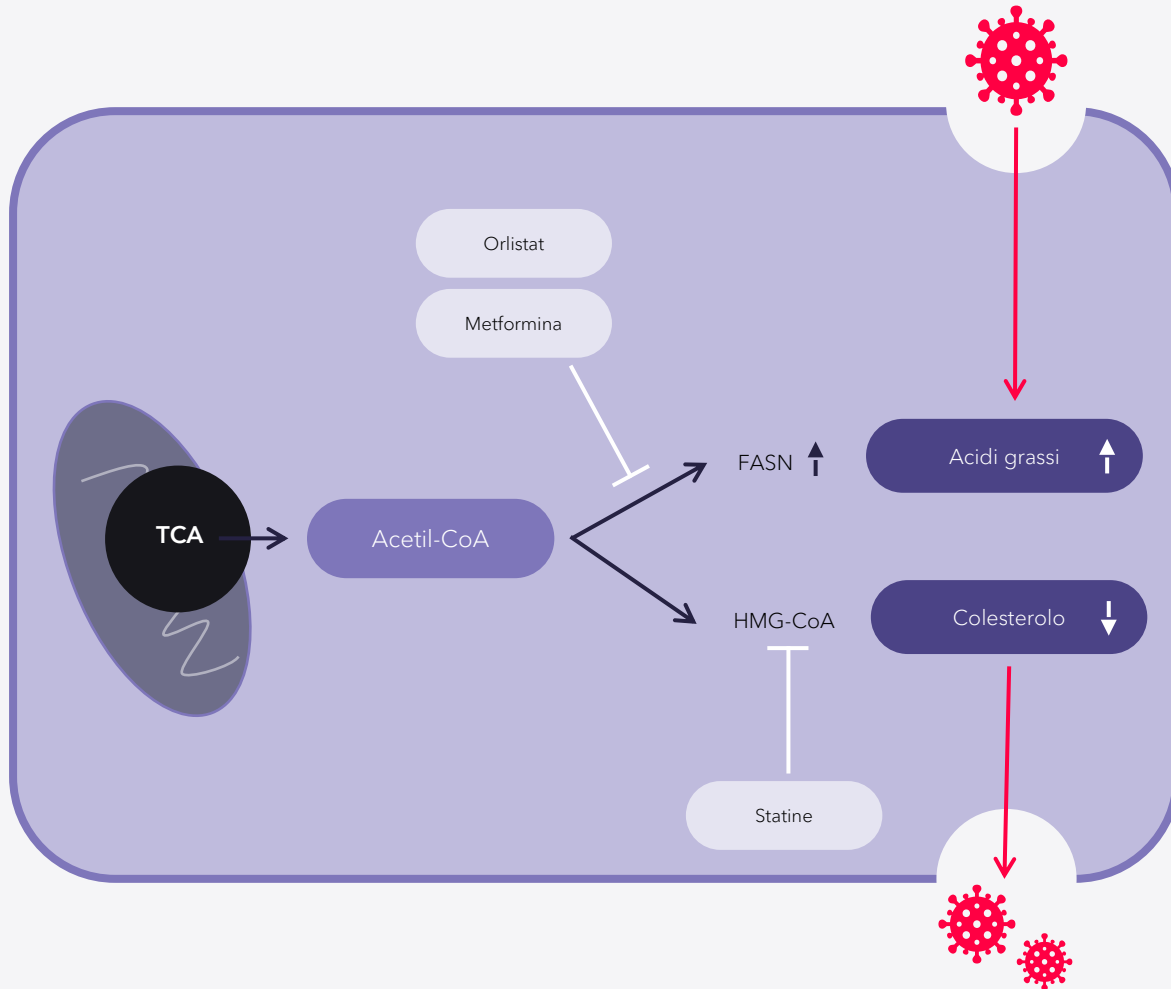 Orlistat
Metformina
FASN
Acidi grassi
TCA
Acetil-CoA
HMG-CoA
Colesterolo
Statine